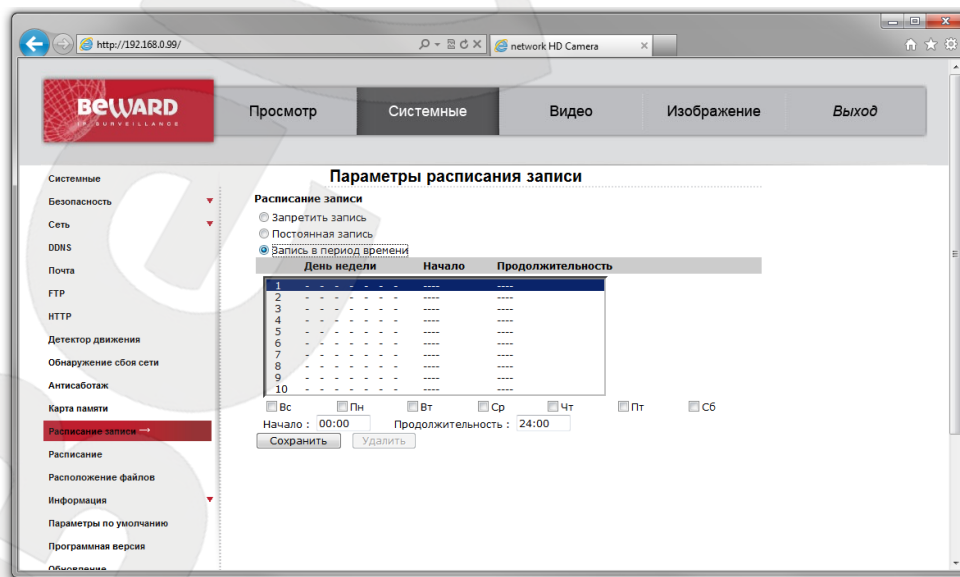 http://192.168.0.99/
network HD Camera
BEWARD
IP SURVEILLANCE
Просмотр
Системные
Видео
Изображение
Выход
Системные
Безопасность
Сеть
DDNS
Почта
FTP
HTTP
Детектор движения
Обнаружение сбоя сети
Антисаботаж
Карта памяти
Расписание записи →
Расписание
Расположение файлов
Информация
Параметры по умолчанию
Программная версия
Обновление
Параметры расписания записи
Расписание записи
Запретить запись
Постоянная запись
Запись в период времени
День недели Начало Продолжительность
1 - - - - - - - ---- ----
2 - - - - - - - ---- ----
3 - - - - - - - ---- ----
4 - - - - - - - ---- ----
5 - - - - - - - ---- ----
6 - - - - - - - ---- ----
7 - - - - - - - ---- ----
8 - - - - - - - ---- ----
9 - - - - - - - ---- ----
10 - - - - - - - ---- ----
Вс Пн Вт Ср Чт Пт Сб
Начало : 00:00 Продолжительность : 24:00
Сохранить Удалить